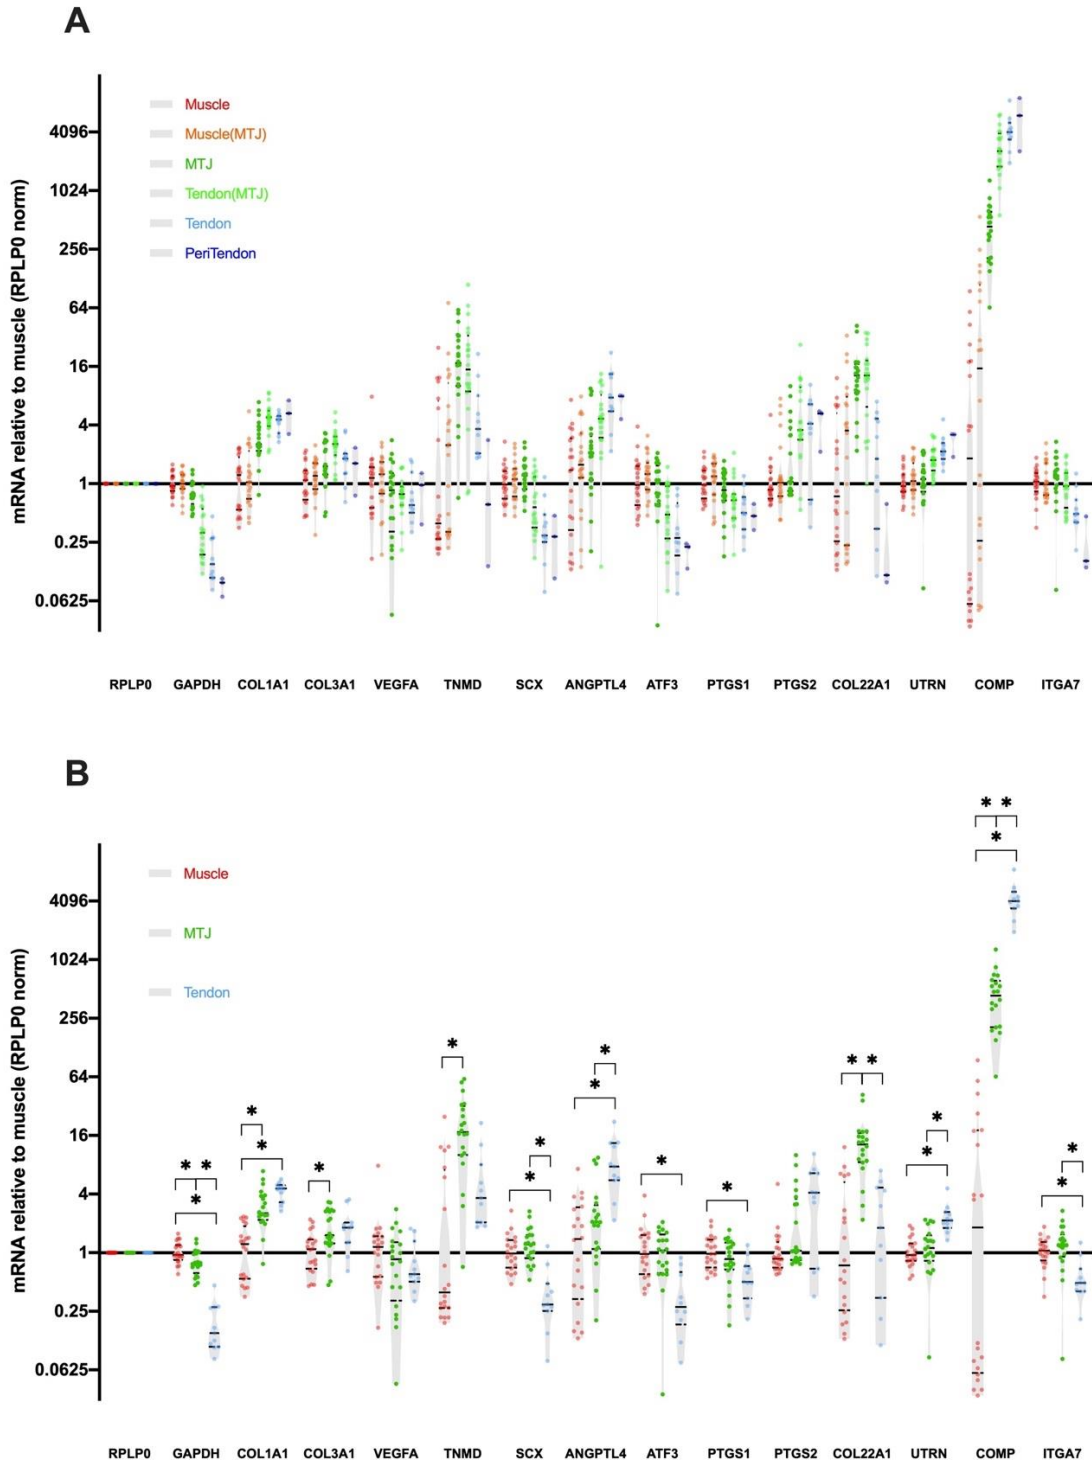 A
mRNA relative to muscle (RPLP0 norm)
4096
1024
256
64
16
4
1
0.25
0.0625
Muscle
Muscle(MTJ)
MTJ
Tendon(MTJ)
Tendon
PeriTendon
RPLP0 GAPDH COL1A1 COL3A1 VEGFA TNMD SCX ANGPTL4 ATF3 PTGS1 PTGS2 COL22A1 UTRN COMP ITGA7
B
mRNA relative to muscle (RPLP0 norm)
4096
1024
256
64
16
4
1
0.25
0.0625
Muscle
MTJ
Tendon
* *
*
*
*
*
*
*
*
*
*
*
*
*
* *
*
*
* *
*
*
*
RPLP0 GAPDH COL1A1 COL3A1 VEGFA TNMD SCX ANGPTL4 ATF3 PTGS1 PTGS2 COL22A1 UTRN COMP ITGA7